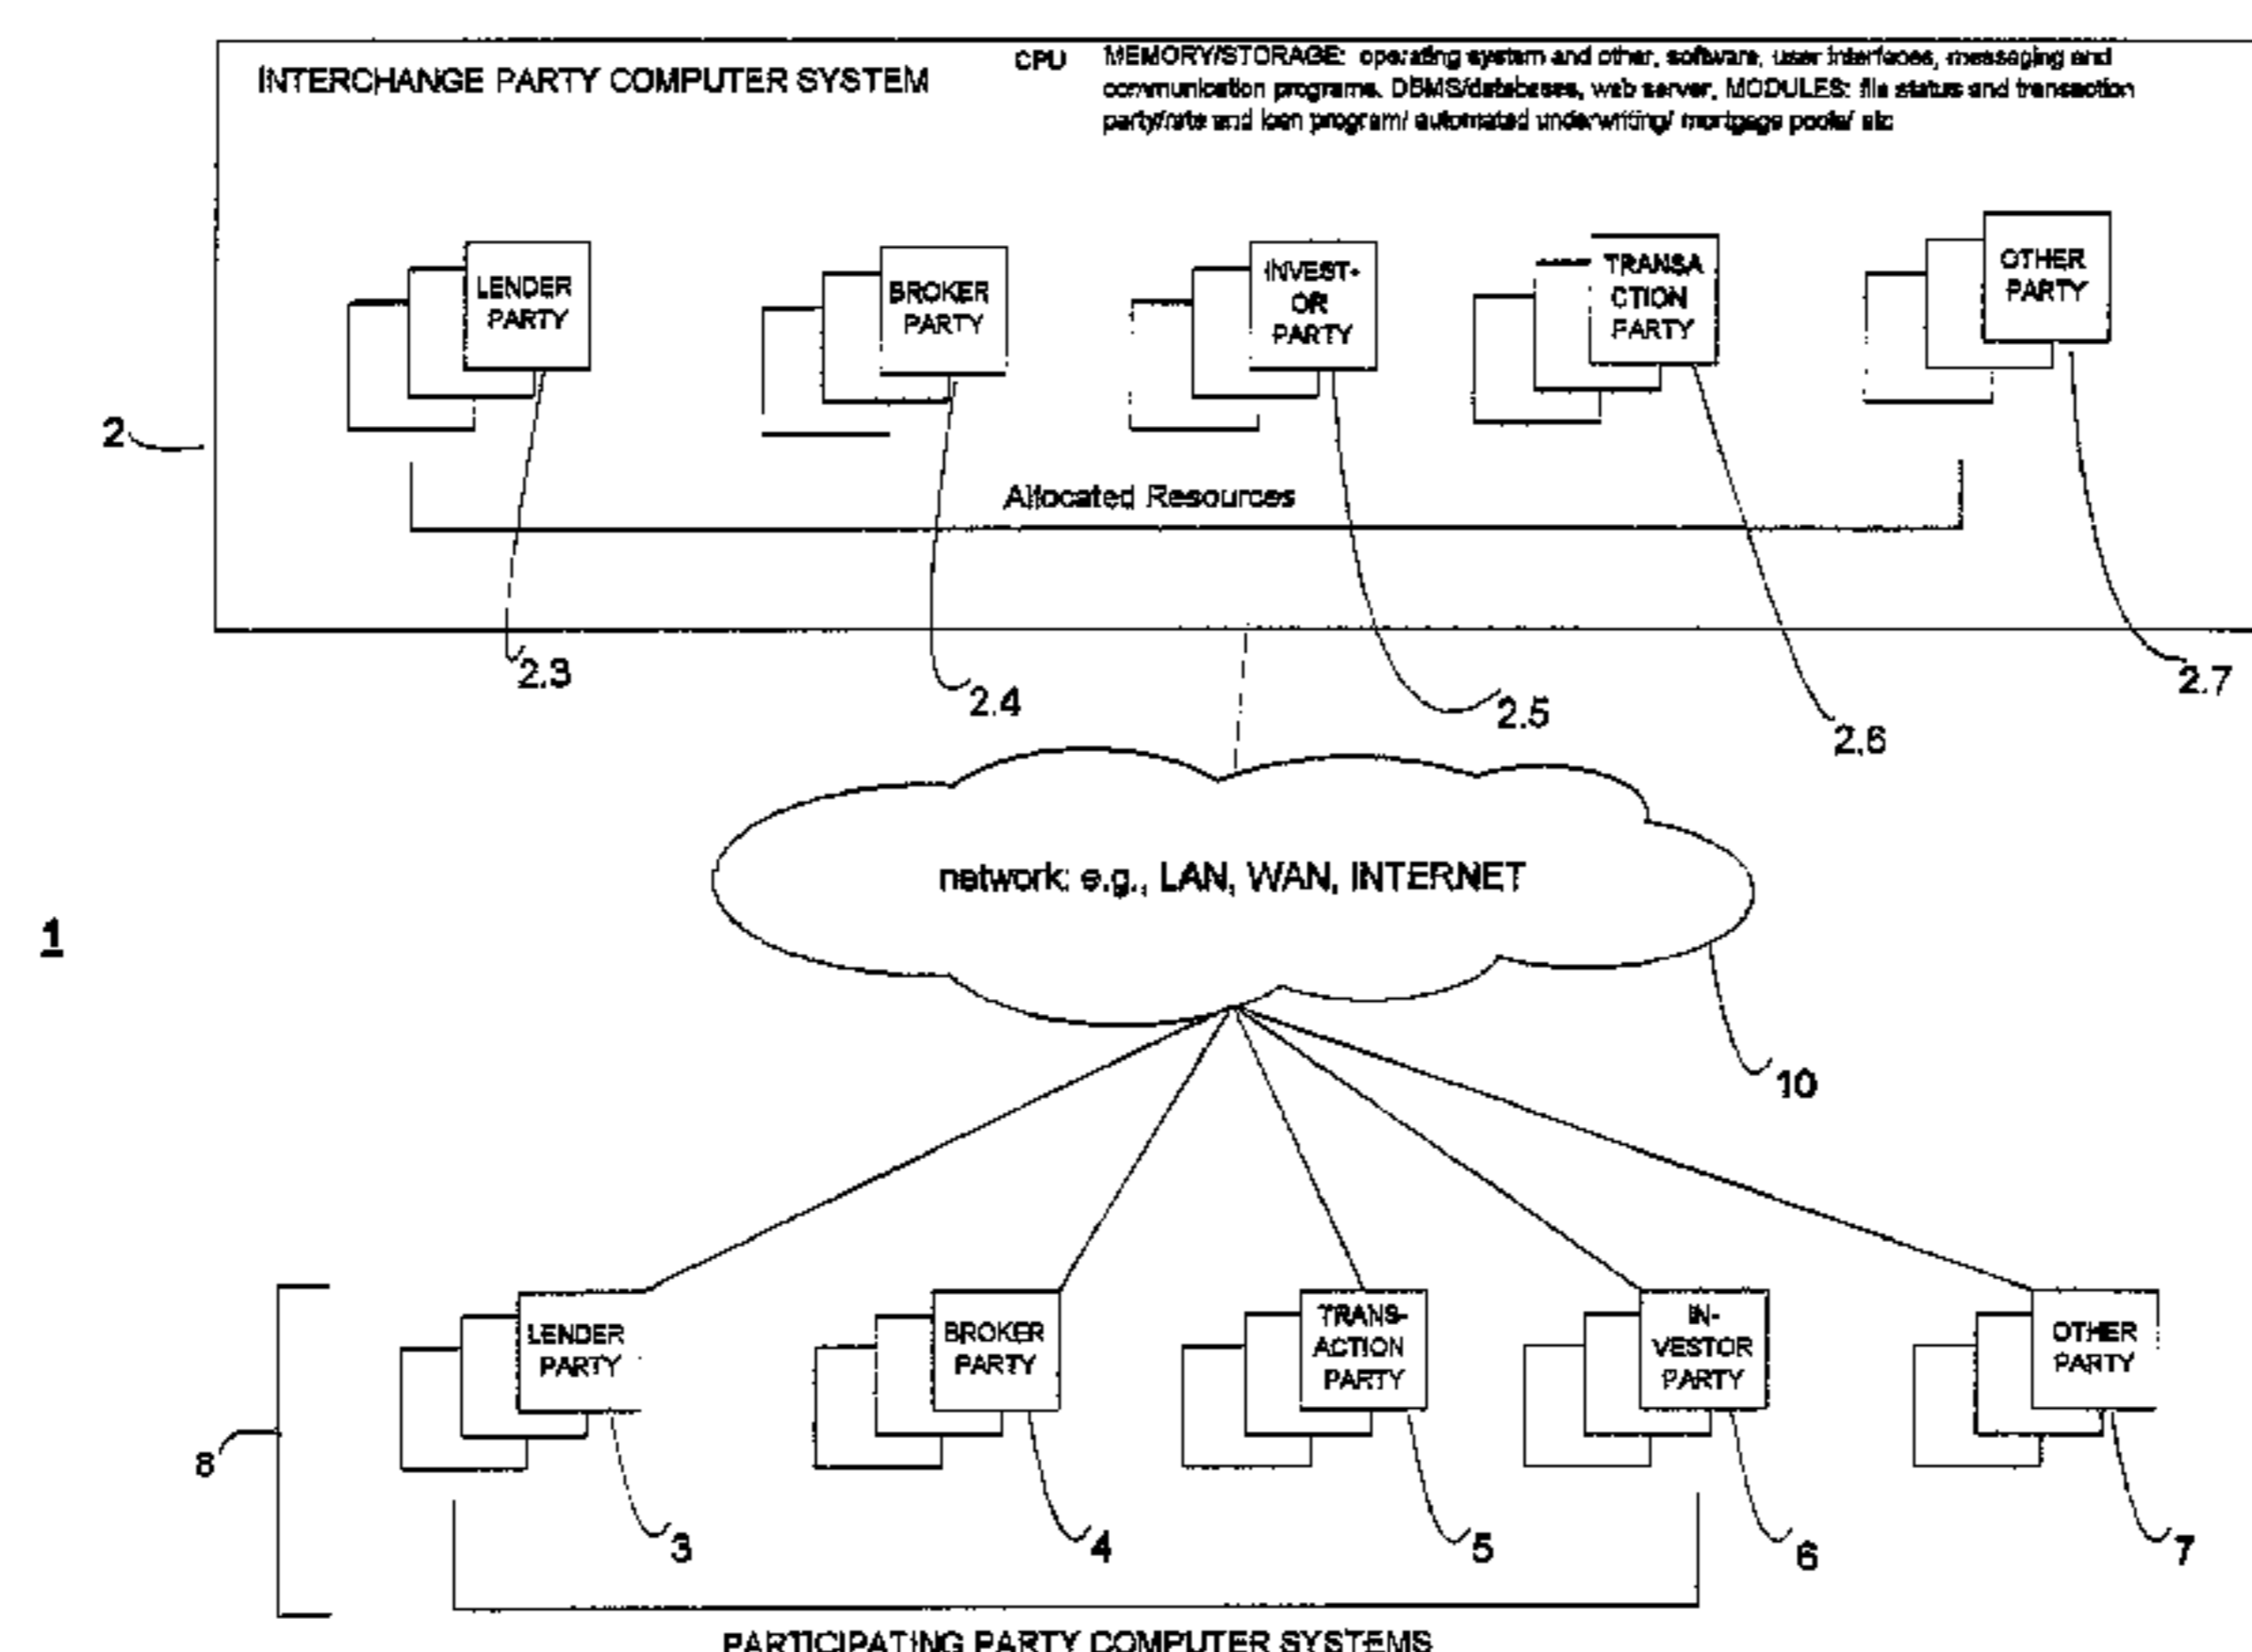 INTERCHANGE PARTY COMPUTER SYSTEM
CPU
MEMORY/STORAGE: operating system and other, software, user interfaces, messaging and
communication programs, DBMS/databases, web server, MODULES: file status and transaction
party/rate and loan program/ automated underwriting/ mortgage pools/ etc
LENDER
PARTY
BROKER
PARTY
INVEST-
OR
PARTY
TRANSA
CTION
PARTY
OTHER
PARTY
2
Allocated Resources
2.3
2.4
2.5
2.6
2.7
network: e.g., LAN, WAN, INTERNET
1
10
LENDER
PARTY
BROKER
PARTY
TRANS-
ACTION
PARTY
IN-
VESTOR
PARTY
OTHER
PARTY
8
3
4
5
6
7
PARTICIPATING PARTY COMPUTER SYSTEMS